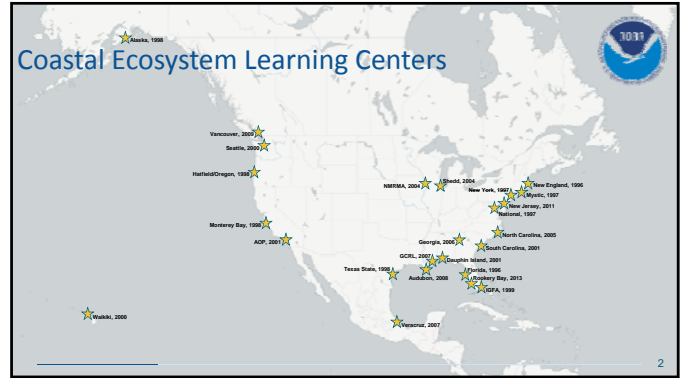 Alaska, 1998
Coastal Ecosystem Learning Centers
Vancouver, 2009
Seattle, 2000
Hatfield/Oregon, 1998
NMRMA, 2004
Shedd, 2004
New York, 1997
New England, 1996
Mystic, 1997
New Jersey, 2011
National, 1997
Monterey Bay, 1998
AOP, 2001
Georgia, 2006
North Carolina, 2005
South Carolina, 2001
GCRL, 2007
Dauphin Island, 2001
Texas State, 1998
Audubon, 2008
Florida, 1996
Rookery Bay, 2013
IGFA, 1999
Waikiki, 2000
Veracruz, 2007
2